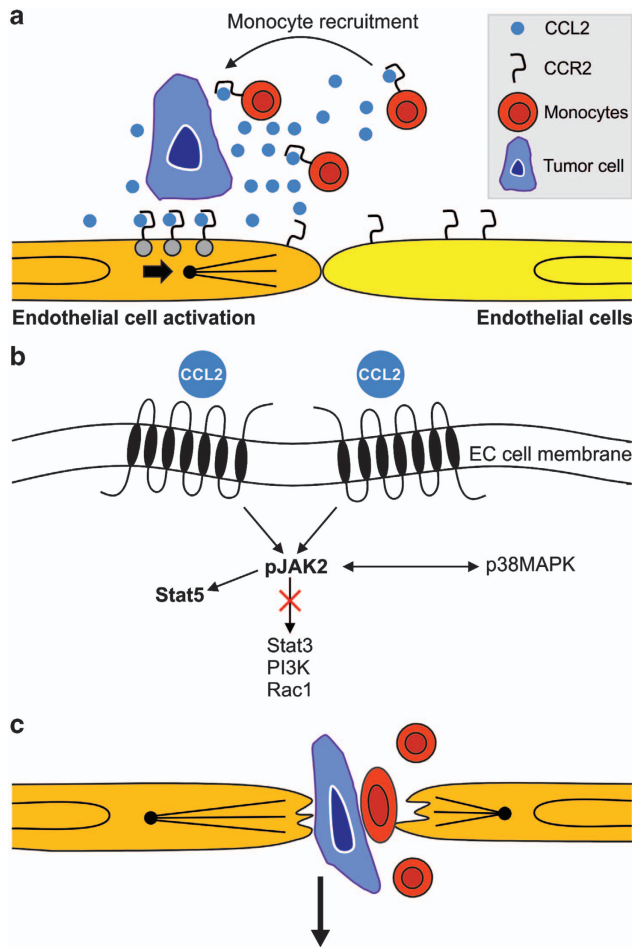 a
Monocyte recruitment
CCL2
CCR2
Monocytes
Tumor cell
Endothelial cell activation
Endothelial cells
b
CCL2
CCL2
EC cell membrane
pJAK2
p38MAPK
Stat5
Stat3
PI3K
Rac1
c